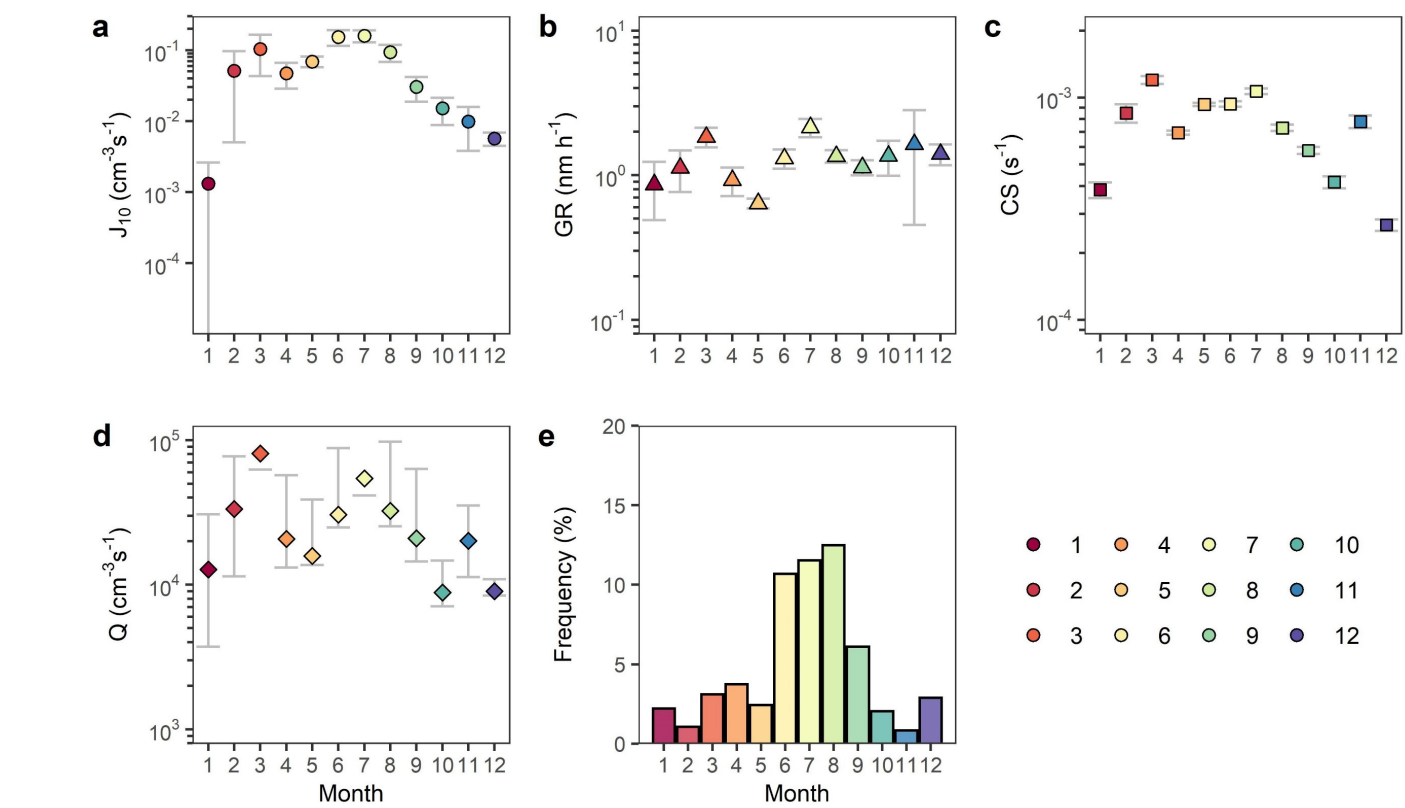 a
J₁₀ (cm⁻³s⁻¹)
10⁻¹
10⁻²
10⁻³
10⁻⁴
1 2 3 4 5 6 7 8 9 10 11 12
b
GR (nm h⁻¹)
10¹
10⁰
10⁻¹
1 2 3 4 5 6 7 8 9 10 11 12
c
CS (s⁻¹)
10⁻³
10⁻⁴
1 2 3 4 5 6 7 8 9 10 11 12
d
Q (cm⁻³s⁻¹)
10⁵
10⁴
10³
1 2 3 4 5 6 7 8 9 10 11 12
Month
e
Frequency (%)
20
15
10
5
0
1 2 3 4 5 6 7 8 9 10 11 12
Month
1 4 7 10
2 5 8 11
3 6 9 12